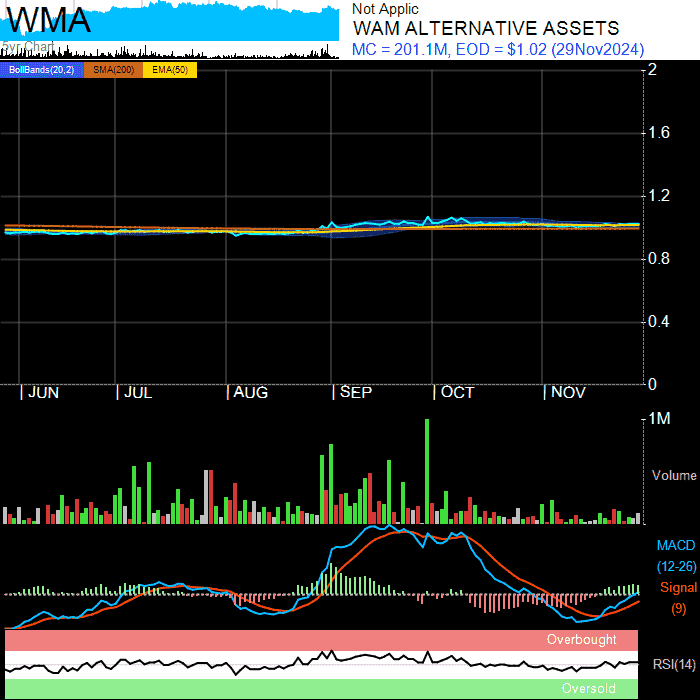 WMA
5yr Chart
Not Applic
WAM ALTERNATIVE ASSETS
MC = 201.1M, EOD = $1.02 (29Nov2024)
BollBands(20,2) SMA(200) EMA(50)
2
1.6
1.2
0.8
0.4
0
JUN JUL AUG SEP OCT NOV
1M
Volume
MACD
(12-26)
Signal
(9)
Overbought
RSI(14)
Oversold